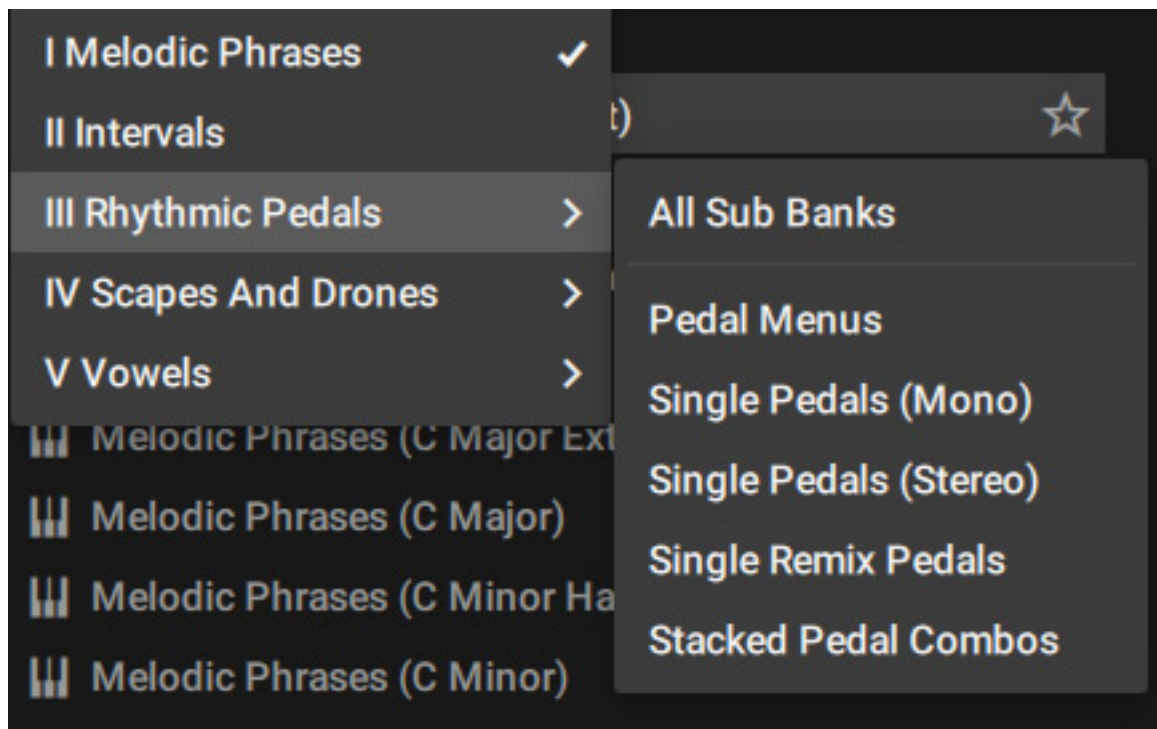 I Melodic Phrases
II Intervals
III Rhythmic Pedals
IV Scapes And Drones
V Vowels
t)
All Sub Banks
Pedal Menus
Single Pedals (Mono)
Single Pedals (Stereo)
Single Remix Pedals
Stacked Pedal Combos
Melodic Phrases (C Major Ext
Melodic Phrases (C Major)
Melodic Phrases (C Minor Ha
Melodic Phrases (C Minor)